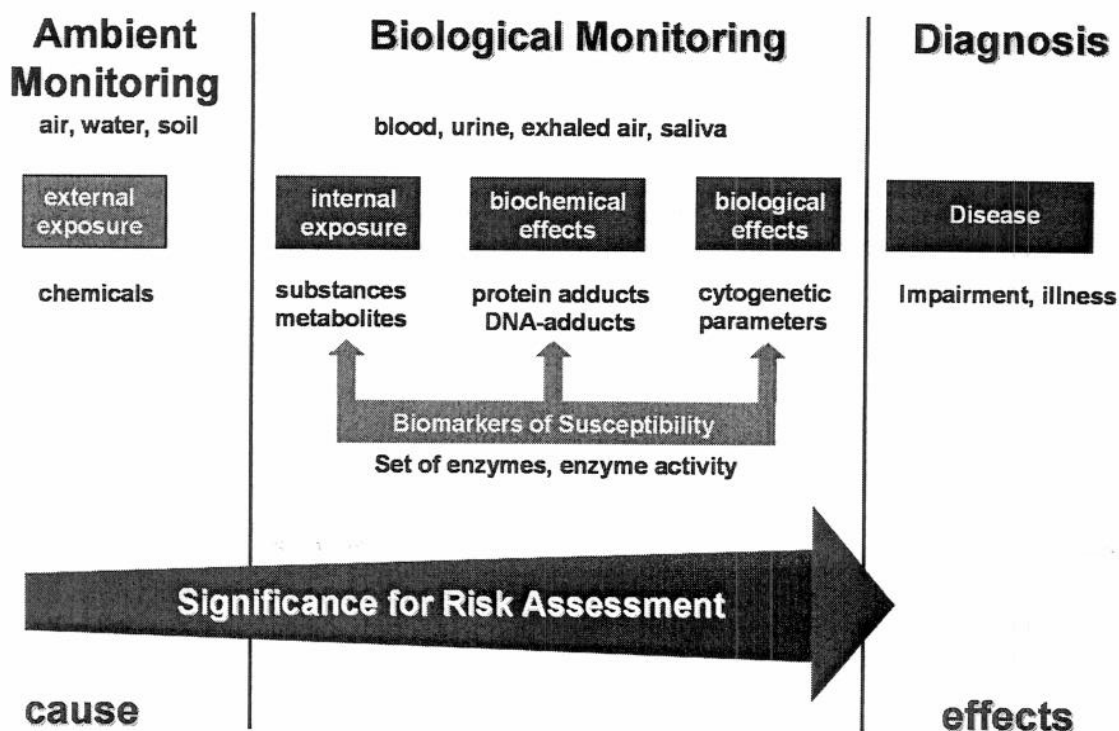 Ambient
Monitoring
air, water, soil
external
exposure
chemicals
Biological Monitoring
blood, urine, exhaled air, saliva
internal
exposure
substances
metabolites
biochemical
effects
protein adducts
DNA-adducts
biological
effects
cytogenetic
parameters
Biomarkers of Susceptibility
Set of enzymes, enzyme activity
Diagnosis
Disease
Impairment, illness
Significance for Risk Assessment
cause
effects